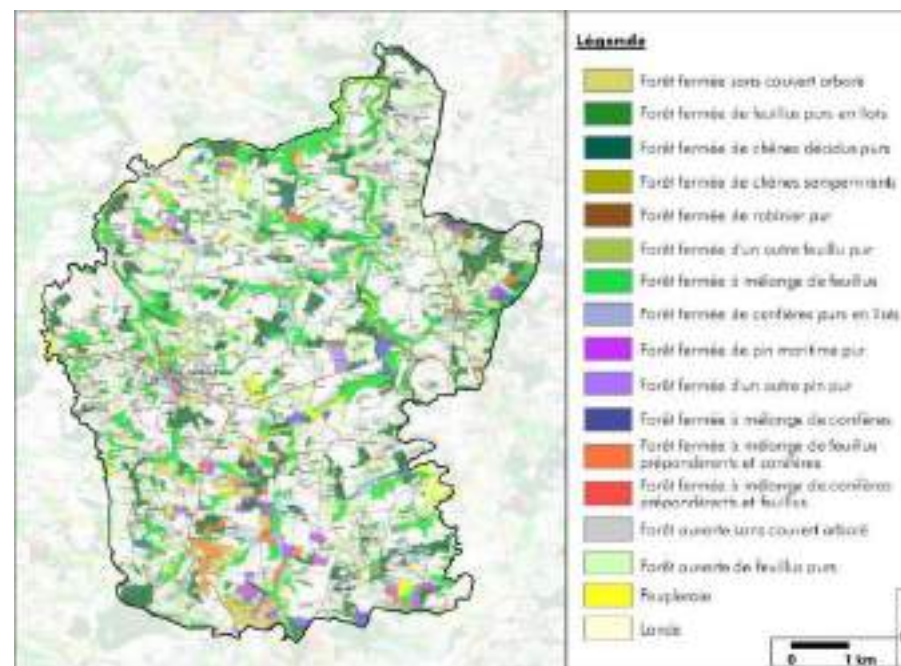 Légende
Forêt fermée sans couvert arboré
Forêt fermée de feuillus purs en îlots
Forêt fermée de chênes décidus purs
Forêt fermée de chênes sempervirents
Forêt fermée de robinier pur
Forêt fermée d'un autre feuillu pur
Forêt fermée à mélange de feuillus
Forêt fermée de conifères purs en îlots
Forêt fermée de pin maritime pur
Forêt fermée d'un autre pin pur
Forêt fermée à mélange de conifères
Forêt fermée à mélange de feuillus
prépondérants et conifères
Forêt fermée à mélange de conifères
prépondérants et feuillus
Forêt ouverte sans couvert arboré
Forêt ouverte de feuillus purs
Peupleraie
Lande
0 1 km